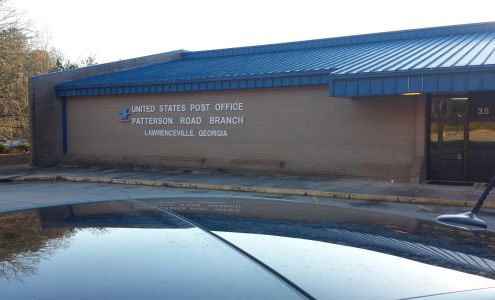 UNITED STATES POST OFFICE
PATTERSON ROAD BRANCH
LAWRENCEVILLE, GEORGIA
35